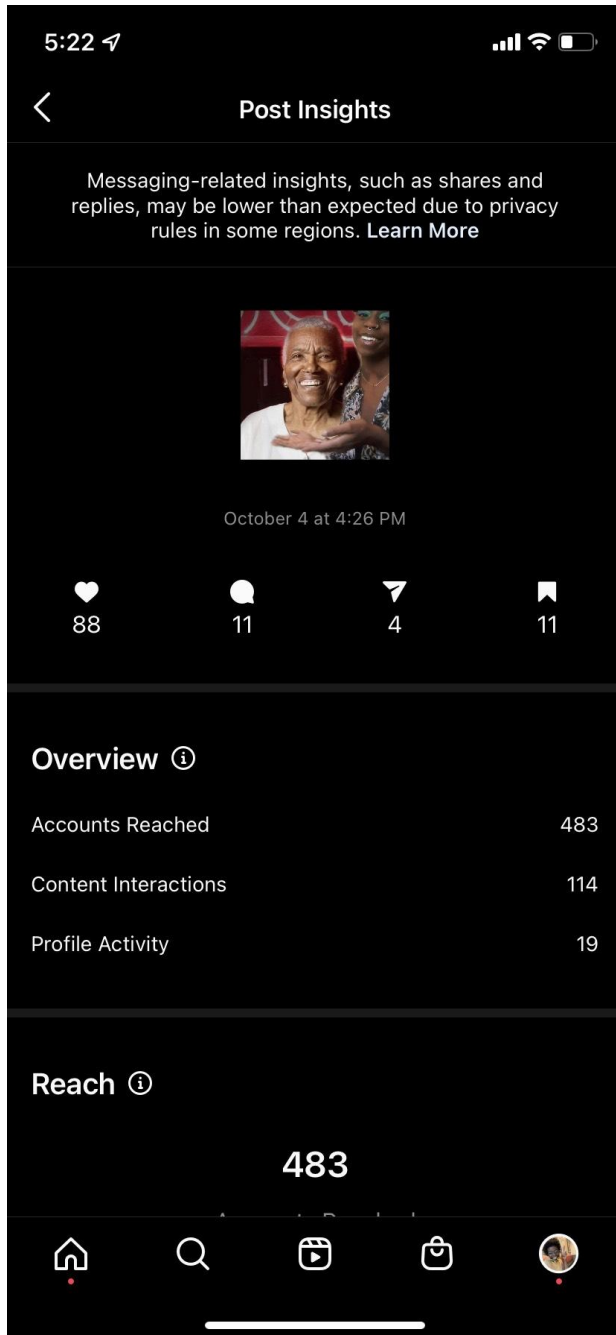 5:22
Post Insights
Messaging-related insights, such as shares and
replies, may be lower than expected due to privacy
rules in some regions. Learn More
October 4 at 4:26 PM
88 11 4 11
Overview
Accounts Reached 483
Content Interactions 114
Profile Activity 19
Reach
483